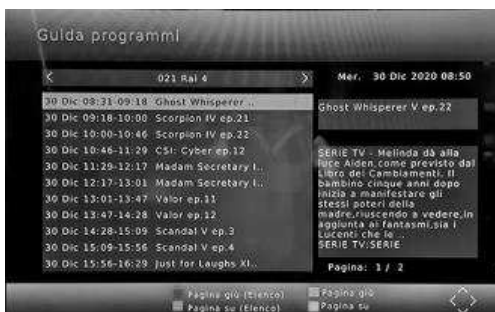 Guida programmi
021 Rai 4
Mer. 30 Dic 2020 08:50
30 Dic 08:31-09:18 Ghost Whisperer ..
30 Dic 09:18-10:00 Scorpion IV ep.21
30 Dic 10:00-10:46 Scorpion IV ep.22
30 Dic 10:46-11:29 CSI: Cyber ep.12
30 Dic 11:29-12:17 Madam Secretary I..
30 Dic 12:17-13:01 Madam Secretary I..
30 Dic 13:01-13:47 Valor ep.11
30 Dic 13:47-14:28 Valor ep.12
30 Dic 14:28-15:09 Scandal V ep.3
30 Dic 15:09-15:56 Scandal V ep.4
30 Dic 15:56-16:29 Just for Laughs XI..
Ghost Whisperer V ep.22
SERIE TV - Melinda dà alla
luce Aiden,come previsto dal
Libro dei Cambiamenti. Il
bambino cinque anni dopo
inizia a manifestare gli
stessi poteri della
madre,riuscendo a vedere,in
aggiunta ai fantasmi,sia i
Lucenti che le ..
SERIE TV:SERIE
Pagina: 1/ 2
Pagina giù (Elenco)
Pagina giù
Pagina su (Elenco)
Pagina su